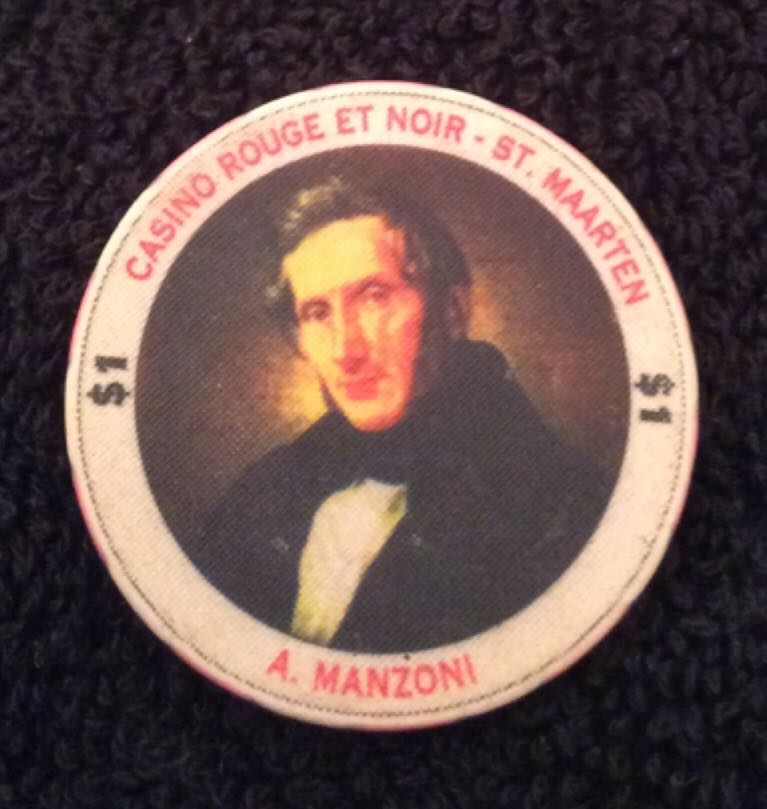 CASINO ROUGE ET NOIR - ST. MAARTEN
$1
$1
A. MANZONI